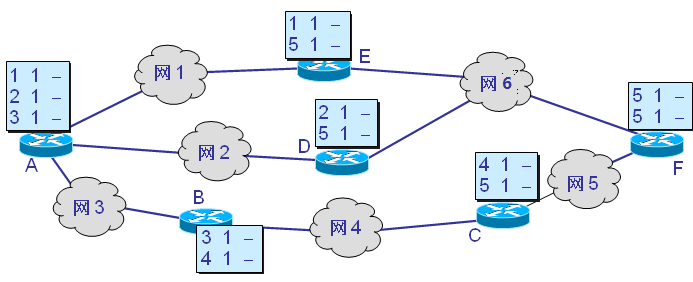 1 1 –
5 1 –
E
网1
网6
1 1 –
2 1 –
3 1 –
A
2 1 –
5 1 –
D
网2
5 1 –
5 1 –
F
4 1 –
5 1 –
C
网5
网3
B
3 1 –
4 1 –
网4